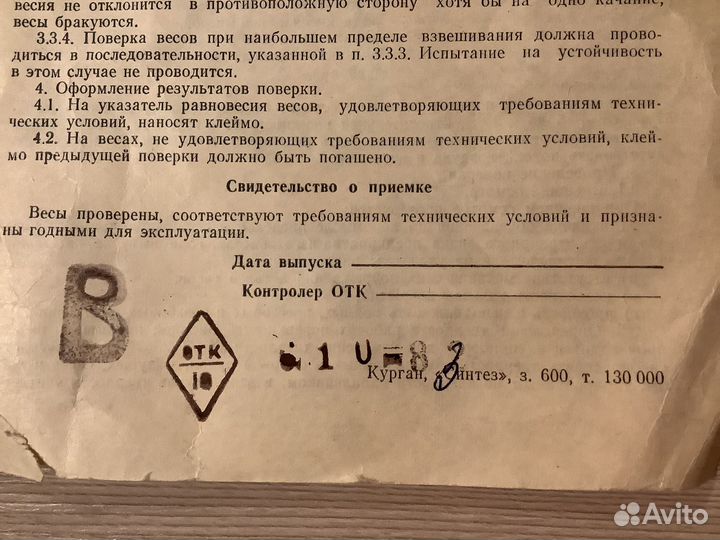 весия не отклонится в противоположную сторону хотя бы на одно качание,
весы бракуются.
3.3.4. Поверка весов при наибольшем пределе взвешивания должна прово-
диться в последовательности, указанной в п. 3.3.3. Испытание на устойчивость
в этом случае не проводится.
4. Оформление результатов поверки.
4.1. На указатель равновесия весов, удовлетворяющих требованиям техни-
ческих условий, наносят клеймо.
4.2. На весах, не удовлетворяющих требованиям технических условий, клей-
мо предыдущей поверки должно быть погашено.
Свидетельство о приемке
Весы проверены, соответствуют требованиям технических условий и призна-
ны годными для эксплуатации.
Дата выпуска
Контролер ОТК
В
ОТК
10
Курган, «Синтез», з. 600, т. 130 000
Avito